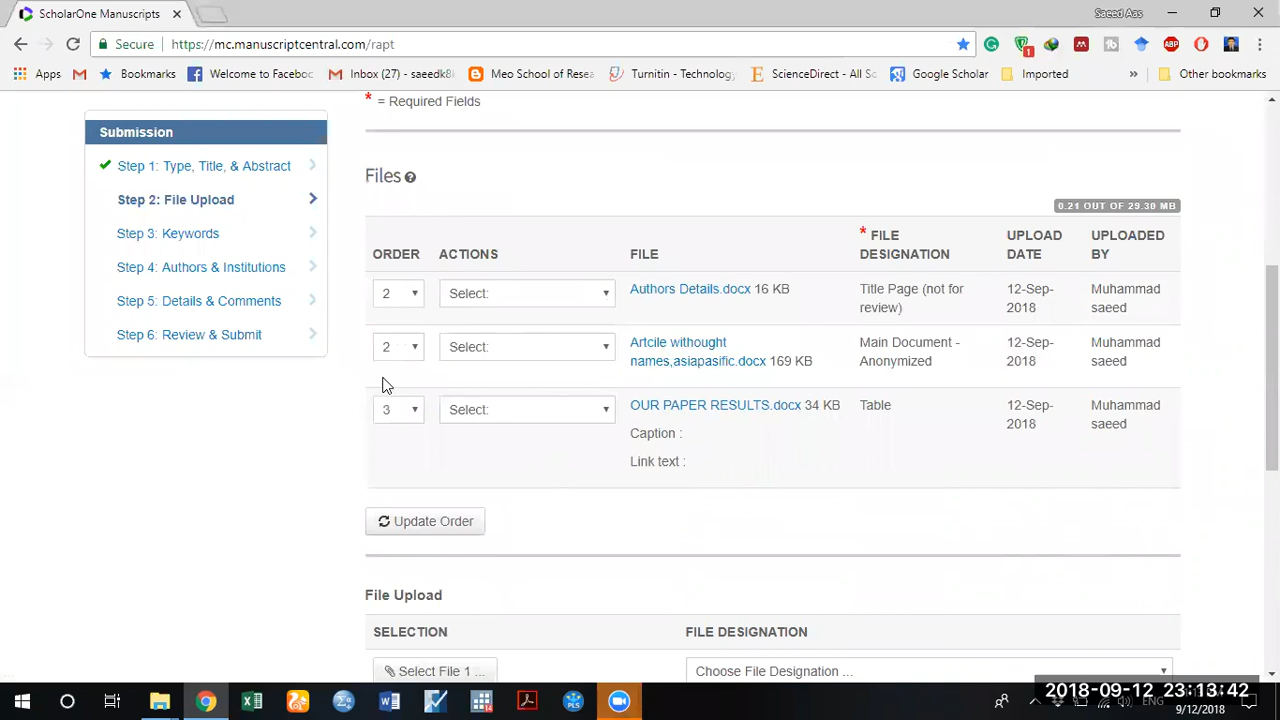 ScholarOne Manuscripts
Saeed Aas
Secure
https://mc.manuscriptcentral.com/rapt
1
Apps
Bookmarks
Welcome to Faceboo
Inbox (27) - saeedk8
Meo School of Resea
Turnitin - Technolog
ScienceDirect - All S
Google Scholar
Imported
Other bookmarks
* = Required Fields
Submission
Step 1: Type, Title, & Abstract
Step 2: File Upload
Step 3: Keywords
Step 4: Authors & Institutions
Step 5: Details & Comments
Step 6: Review & Submit
Files
0.21 OUT OF 29.30 MB
ORDER
ACTIONS
FILE
* FILE DESIGNATION
UPLOAD DATE
UPLOADED BY
2
Select:
Authors Details.docx 16 KB
Title Page (not for
review)
12-Sep-
2018
Muhammad
saeed
2
Select:
Artcile withought
names,asiapasific.docx 169 KB
Main Document -
Anonymized
12-Sep-
2018
Muhammad
saeed
3
Select:
OUR PAPER RESULTS.docx 34 KB
Caption :
Link text :
Table
12-Sep-
2018
Muhammad
saeed
Update Order
File Upload
SELECTION
FILE DESIGNATION
Select File 1 ...
Choose File Designation ...
2018-09-12 23:13:42
ENG
9/12/2018